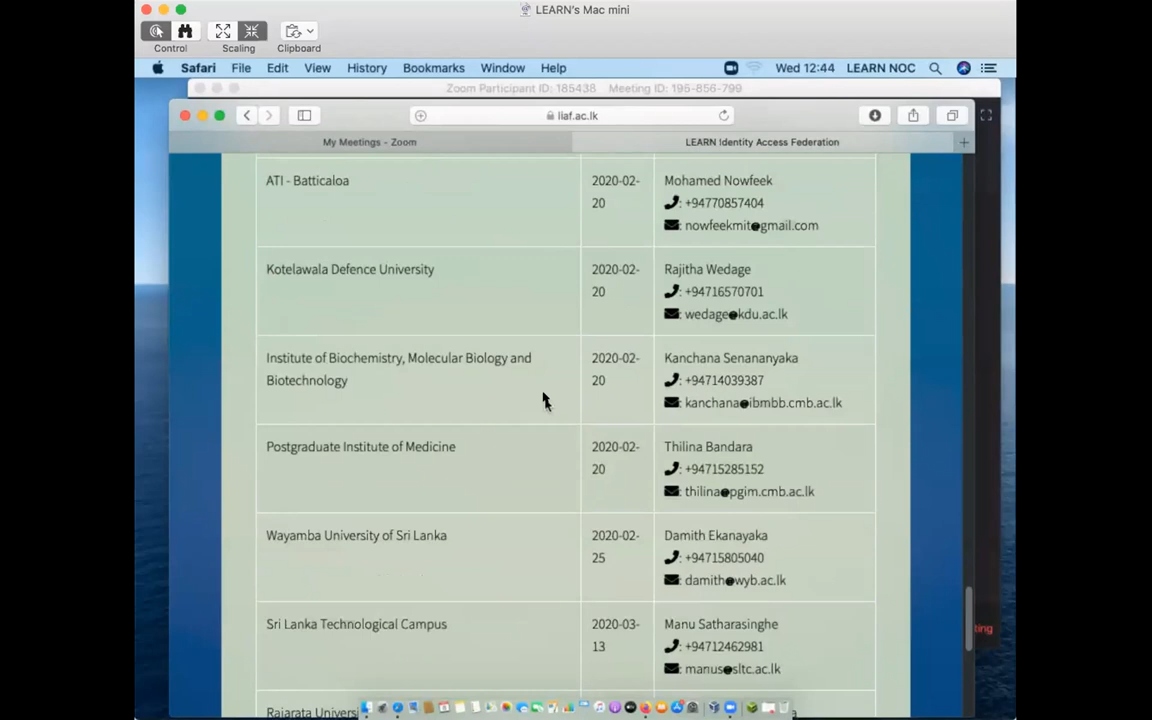 LEARN's Mac mini
Control Scaling Clipboard
Safari File Edit View History Bookmarks Window Help Wed 12:44 LEARN NOC
Zoom Participant ID: 185438 Meeting ID: 195-856-799
liaf.ac.lk
My Meetings - Zoom LEARN Identity Access Federation
ATI - Batticaloa 2020-02- Mohamed Nowfeek
20 : +94770857404
: nowfeekmit@gmail.com
Kotelawala Defence University 2020-02- Rajitha Wedage
20 : +94716570701
: wedage@kdu.ac.lk
Institute of Biochemistry, Molecular Biology and 2020-02- Kanchana Senananyaka
Biotechnology 20 : +94714039387
: kanchana@ibmbb.cmb.ac.lk
Postgraduate Institute of Medicine 2020-02- Thilina Bandara
20 : +94715285152
: thilina@pgim.cmb.ac.lk
Wayamba University of Sri Lanka 2020-02- Damith Ekanayaka
25 : +94715805040
: damith@wyb.ac.lk
Sri Lanka Technological Campus 2020-03- Manu Satharasinghe
13 : +94712462981
: manus@sltc.ac.lk
Rajarata Universi